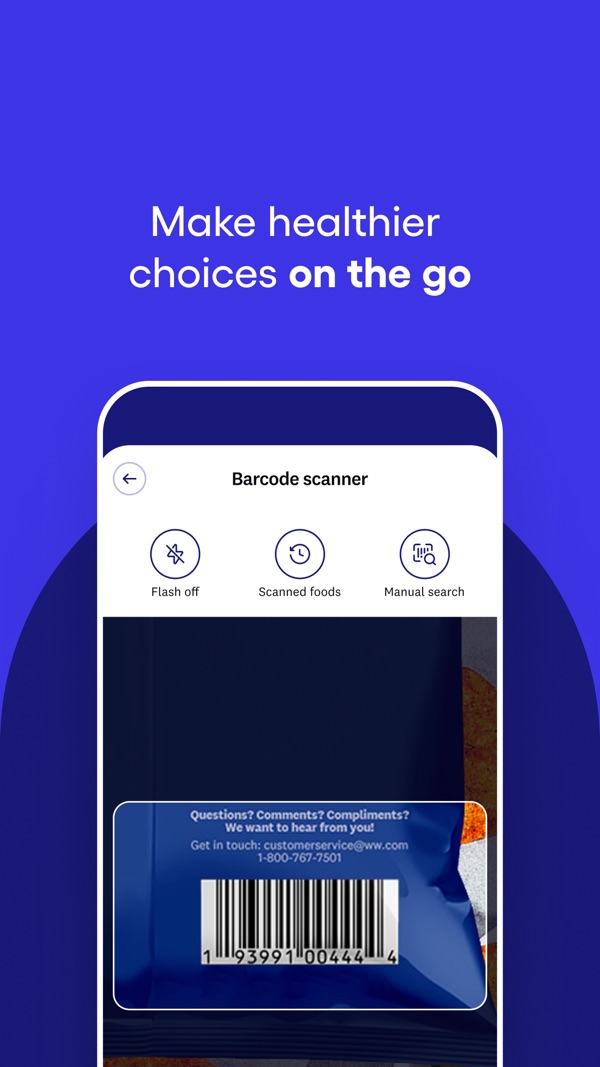 Make healthier
choices on the go
Barcode scanner
Flash off
Scanned foods
Manual search
Questions? Comments? Compliments?
We want to hear from you!
Get in touch: customerservice@ww.com
1-800-767-7501
1 93991 00444 4